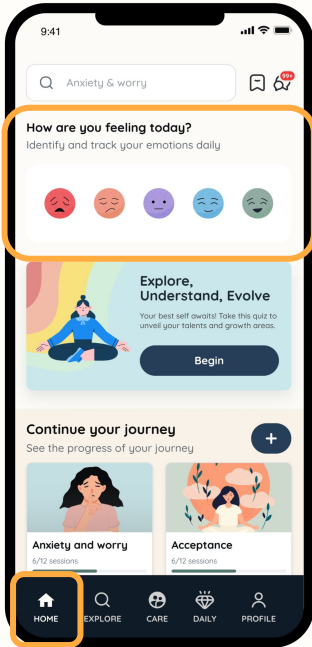 9:41
Anxiety & worry
99+
How are you feeling today?
Identify and track your emotions daily
Explore,
Understand, Evolve
Your best self awaits! Take this quiz to
unveil your talents and growth areas.
Begin
Continue your journey
See the progress of your journey
+
Anxiety and worry
6/12 sessions
Acceptance
6/12 sessions
HOME
EXPLORE
CARE
DAILY
PROFILE